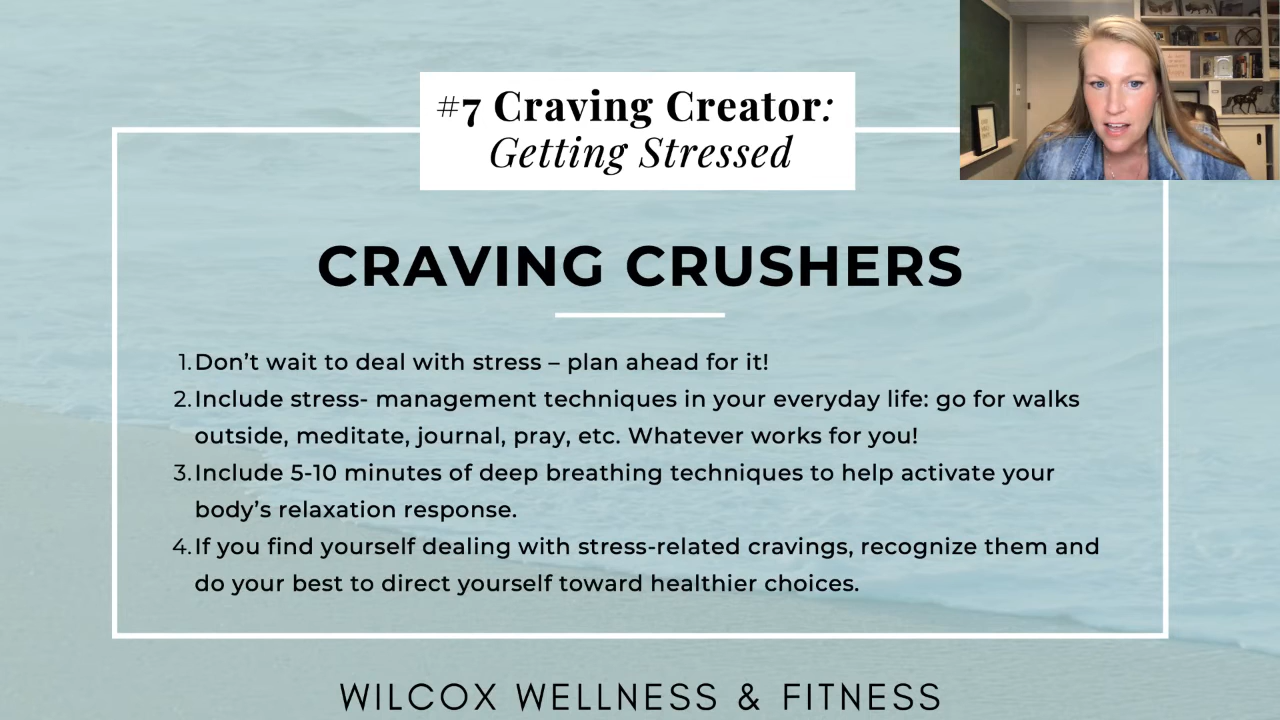 #7 Craving Creator:
Getting Stressed
CRAVING CRUSHERS
1. Don’t wait to deal with stress – plan ahead for it!
2. Include stress- management techniques in your everyday life: go for walks
outside, meditate, journal, pray, etc. Whatever works for you!
3. Include 5-10 minutes of deep breathing techniques to help activate your
body’s relaxation response.
4. If you find yourself dealing with stress-related cravings, recognize them and
do your best to direct yourself toward healthier choices.
WILCOX WELLNESS & FITNESS